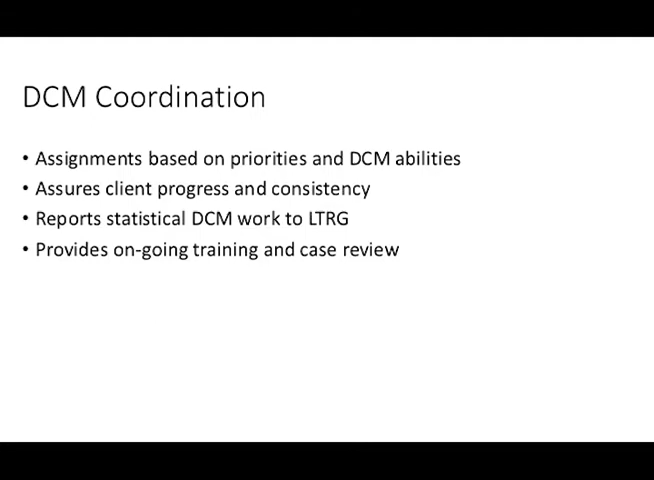 DCM Coordination
• Assignments based on priorities and DCM abilities
• Assures client progress and consistency
• Reports statistical DCM work to LTRG
• Provides on-going training and case review